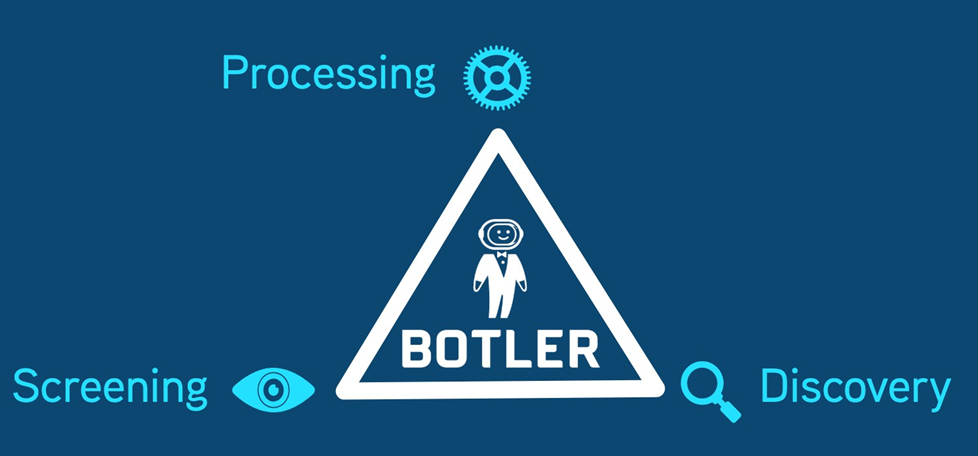 Processing
BOTLER
Screening
Discovery